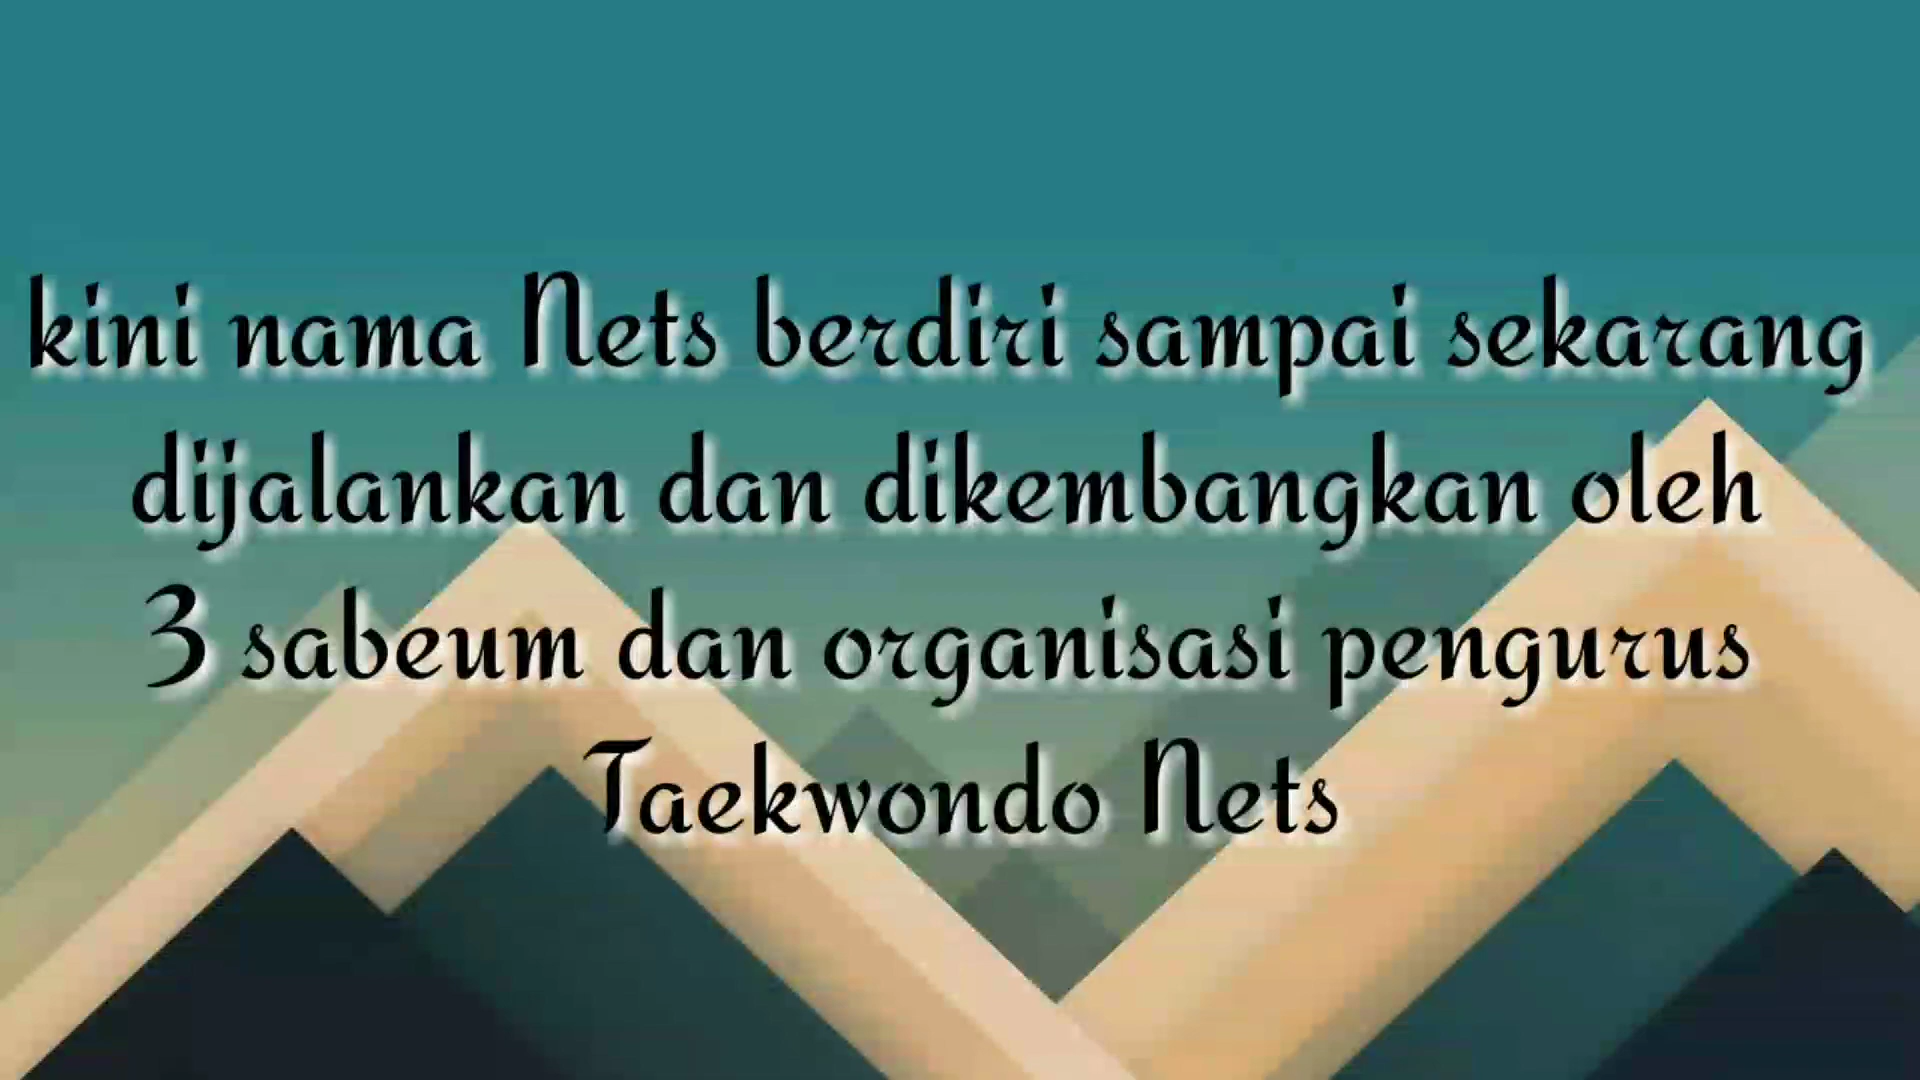 kini nama Nets berdiri sampai sekarang
dijalankan dan dikembangkan oleh
3 sabeum dan organisasi pengurus
Taekwondo Nets